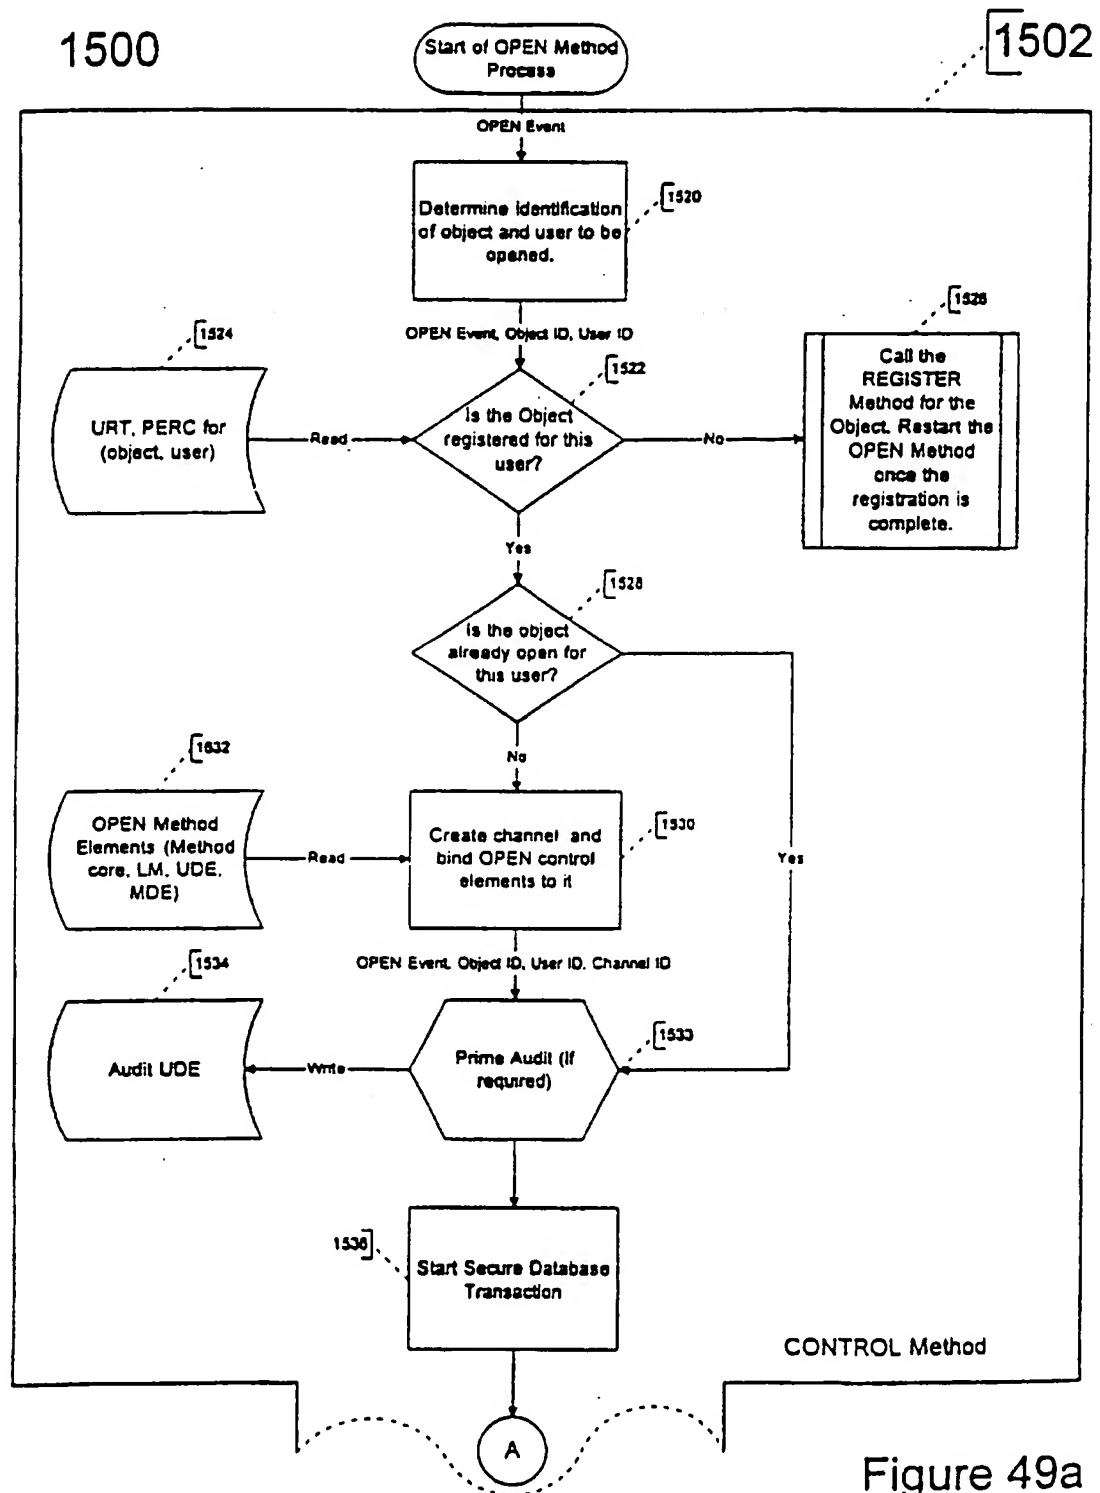 1500
Start of OPEN Method
Process
1502
OPEN Event
Determine identification
of object and user to be
opened.
1520
OPEN Event, Object ID, User ID
1524
URT, PERC for
(object, user)
Read
Is the Object
registered for this
user?
1522
No
1526
Call the
REGISTER
Method for the
Object. Restart the
OPEN Method
once the
registration is
complete.
Yes
Is the object
already open for
this user?
1528
No
Yes
1532
OPEN Method
Elements (Method
core, LM, UDE,
MDE)
Read
Create channel and
bind OPEN control
elements to it
1530
OPEN Event, Object ID, User ID, Channel ID
1534
Audit UDE
Write
Prime Audit (if
required)
1533
1536
Start Secure Database
Transaction
CONTROL Method
A
Figure 49a